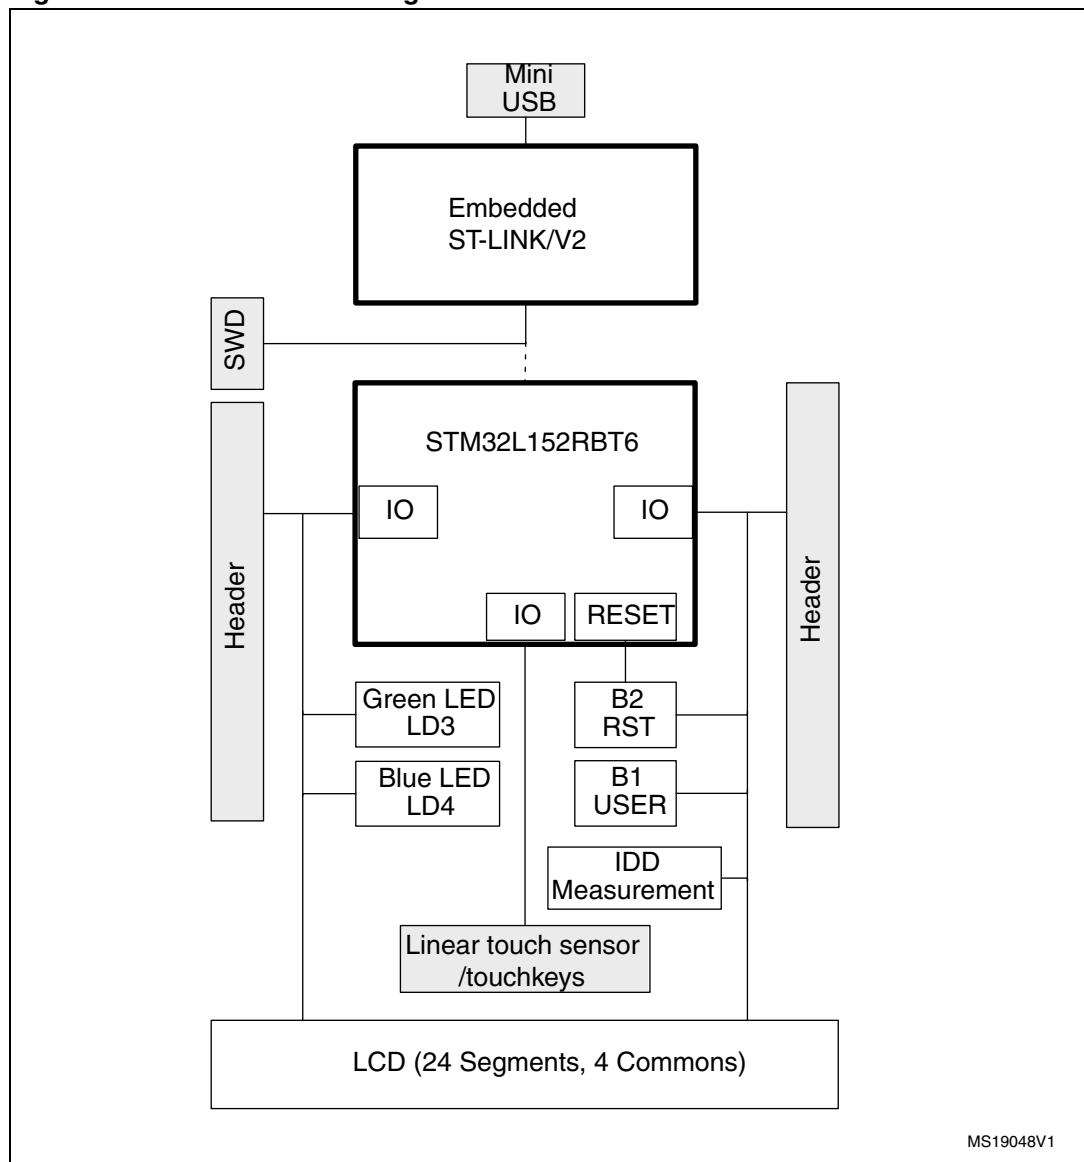 Mini
USB
Embedded
ST-LINK/V2
SWD
STM32L152RBT6
IO
IO
IO
RESET
Header
Header
Green LED
LD3
B2
RST
Blue LED
LD4
B1
USER
IDD
Measurement
Linear touch sensor
/touchkeys
LCD (24 Segments, 4 Commons)
MS19048V1